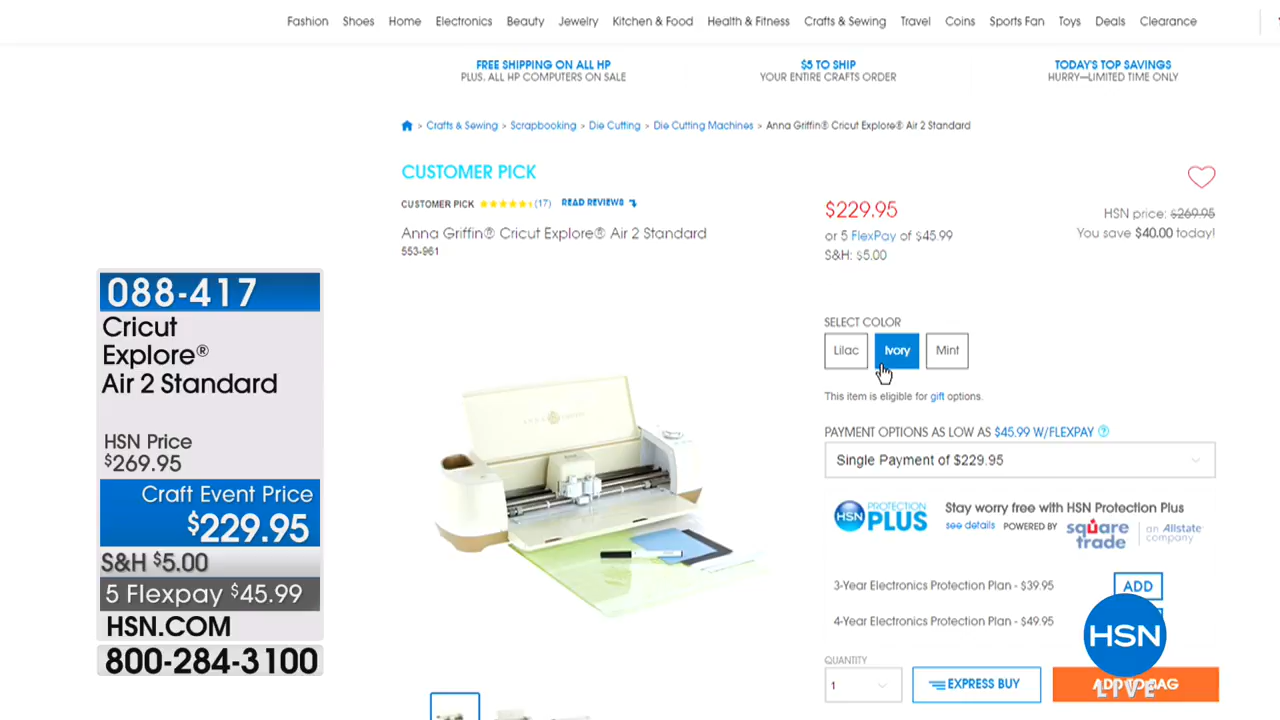 Fashion Shoes Home Electronics Beauty Jewelry Kitchen & Food Health & Fitness Crafts & Sewing Travel Coins Sports Fan Toys Deals Clearance
FREE SHIPPING ON ALL HP
PLUS, ALL HP COMPUTERS ON SALE
$5 TO SHIP
YOUR ENTIRE CRAFTS ORDER
TODAY'S TOP SAVINGS
HURRY—LIMITED TIME ONLY
> Crafts & Sewing > Scrapbooking > Die Cutting > Die Cutting Machines > Anna Griffin® Cricut Explore® Air 2 Standard
CUSTOMER PICK
CUSTOMER PICK (17) READ REVIEWS
Anna Griffin® Cricut Explore® Air 2 Standard
553-961
$229.95
or 5 FlexPay of $45.99
S&H: $5.00
HSN price: $269.95
You save $40.00 today!
SELECT COLOR
Lilac Ivory Mint
This item is eligible for gift options.
PAYMENT OPTIONS AS LOW AS $45.99 W/FLEXPAY ?
Single Payment of $229.95
HSN PROTECTION PLUS
Stay worry free with HSN Protection Plus
see details POWERED BY square trade an Allstate company
3-Year Electronics Protection Plan - $39.95 ADD
4-Year Electronics Protection Plan - $49.95
QUANTITY
1
EXPRESS BUY
ADD TO BAG
HSN
LIVE
088-417
Cricut
Explore®
Air 2 Standard
HSN Price
$269.95
Craft Event Price
$229.95
S&H $5.00
5 Flexpay $45.99
HSN.COM
800-284-3100